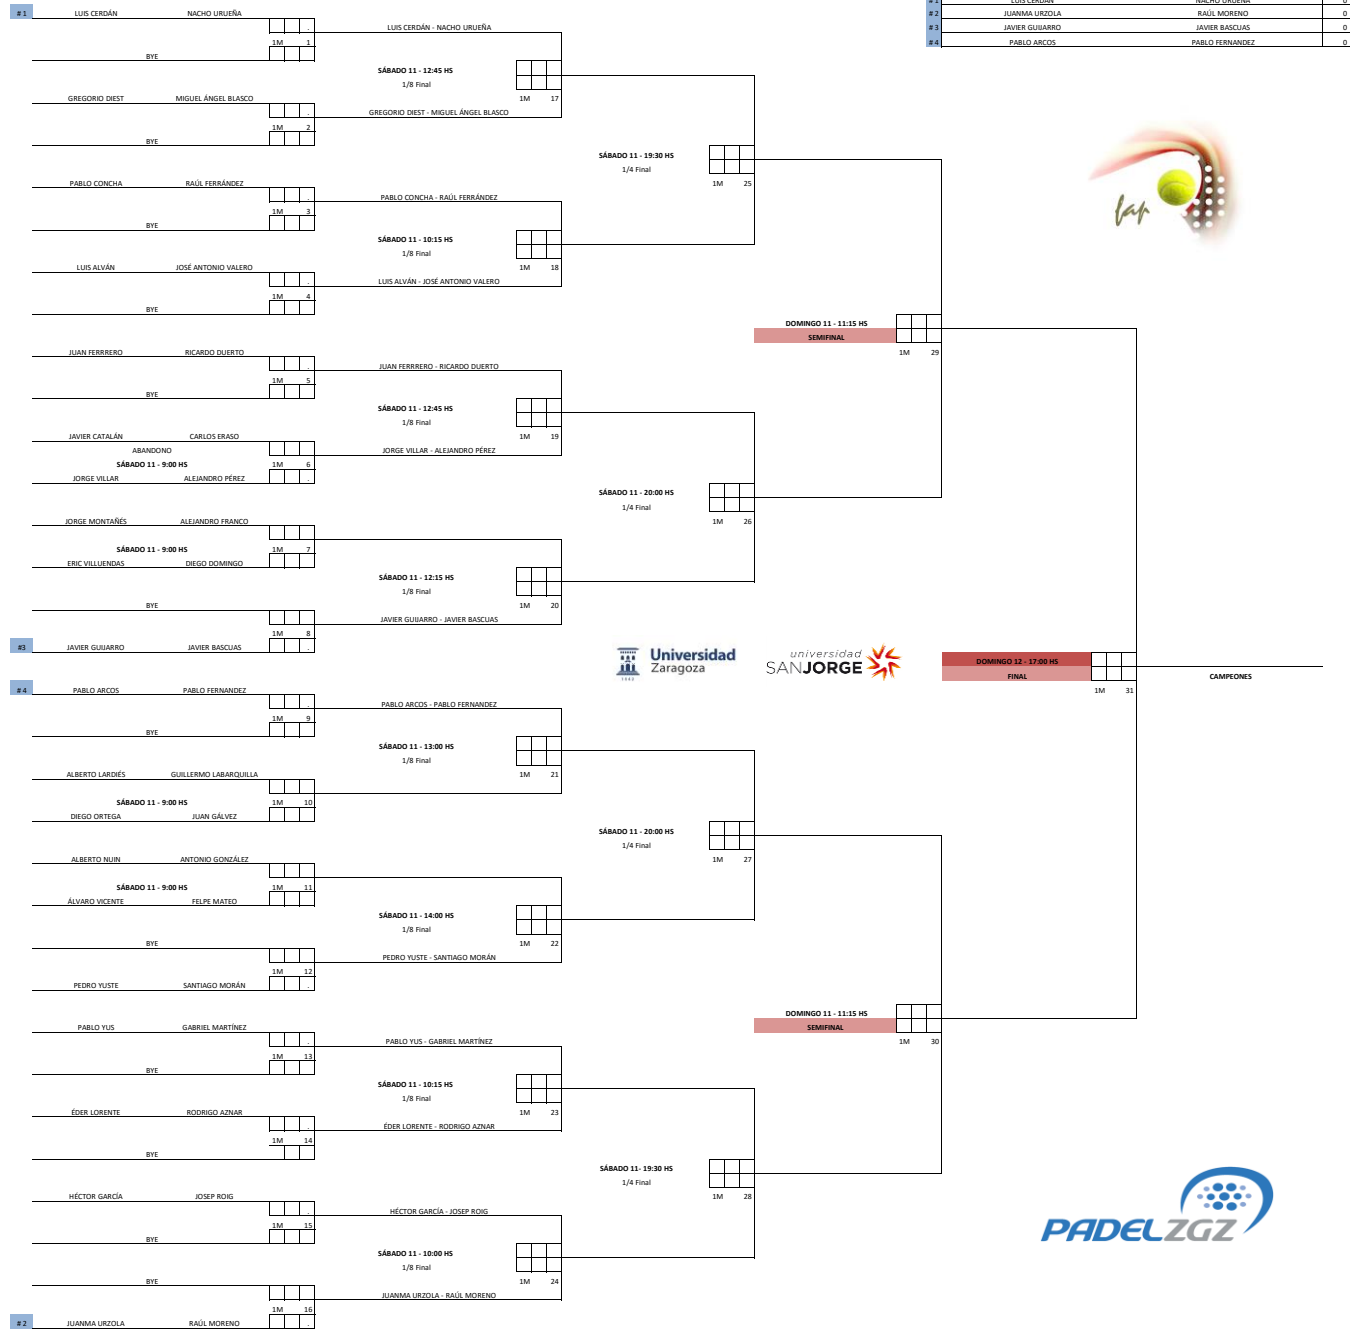 # 1 LUIS CERDÁN NACHO URUEÑA
# 1 LUIS CERDÁN NACHO URUEÑA 0
# 2 JUANMA URZOLA RAÚL MORENO 0
# 3 JAVIER GUIJARRO JAVIER BASCUAS 0
# 4 PABLO ARCOS PABLO FERNANDEZ 0
LUIS CERDÁN - NACHO URUEÑA
1M 1
BYE
SÁBADO 11 - 12:45 HS
1/8 Final
1M 17
GREGORIO DIEST MIGUEL ÁNGEL BLASCO
GREGORIO DIEST - MIGUEL ÁNGEL BLASCO
1M 2
BYE
SÁBADO 11 - 19:30 HS
1/4 Final
1M 25
PABLO CONCHA RAÚL FERRÁNDEZ
PABLO CONCHA - RAÚL FERRÁNDEZ
1M 3
BYE
fap
SÁBADO 11 - 10:15 HS
1/8 Final
1M 18
LUIS ALVÁN JOSÉ ANTONIO VALERO
LUIS ALVÁN - JOSÉ ANTONIO VALERO
1M 4
BYE
DOMINGO 11 - 11:15 HS
SEMIFINAL
1M 29
JUAN FERRRERO RICARDO DUERTO
JUAN FERRRERO - RICARDO DUERTO
1M 5
BYE
SÁBADO 11 - 12:45 HS
1/8 Final
1M 19
JAVIER CATALÁN CARLOS ERASO
ABANDONO
JORGE VILLAR - ALEJANDRO PÉREZ
SÁBADO 11 - 9:00 HS 1M 6
JORGE VILLAR ALEJANDRO PÉREZ
SÁBADO 11 - 20:00 HS
1/4 Final
1M 26
JORGE MONTAÑÉS ALEJANDRO FRANCO
SÁBADO 11 - 9:00 HS 1M 7
ERIC VILLUENDAS DIEGO DOMINGO
SÁBADO 11 - 12:15 HS
1/8 Final
1M 20
BYE
JAVIER GUIJARRO - JAVIER BASCUAS
1M 8
#3 JAVIER GUIJARRO JAVIER BASCUAS
Universidad
Zaragoza
1542
universidad
SANJORGE
DOMINGO 12 - 17:00 HS
FINAL
CAMPEONES
1M 31
# 4 PABLO ARCOS PABLO FERNANDEZ
PABLO ARCOS - PABLO FERNANDEZ
1M 9
BYE
SÁBADO 11 - 13:00 HS
1/8 Final
1M 21
ALBERTO LARDIÉS GUILLERMO LABARQUILLA
SÁBADO 11 - 9:00 HS 1M 10
DIEGO ORTEGA JUAN GÁLVEZ
SÁBADO 11 - 20:00 HS
1/4 Final
1M 27
ALBERTO NUIN ANTONIO GONZÁLEZ
SÁBADO 11 - 9:00 HS 1M 11
ÁLVARO VICENTE FELPE MATEO
SÁBADO 11 - 14:00 HS
1/8 Final
1M 22
BYE
PEDRO YUSTE - SANTIAGO MORÁN
1M 12
PEDRO YUSTE SANTIAGO MORÁN
DOMINGO 11 - 11:15 HS
SEMIFINAL
1M 30
PABLO YUS GABRIEL MARTÍNEZ
PABLO YUS - GABRIEL MARTÍNEZ
1M 13
BYE
SÁBADO 11 - 10:15 HS
1/8 Final
1M 23
ÉDER LORENTE RODRIGO AZNAR
ÉDER LORENTE - RODRIGO AZNAR
1M 14
BYE
SÁBADO 11- 19:30 HS
1/4 Final
1M 28
HÉCTOR GARCÍA JOSEP ROIG
HÉCTOR GARCÍA - JOSEP ROIG
1M 15
BYE
PADELZGZ
SÁBADO 11 - 10:00 HS
1/8 Final
1M 24
BYE
JUANMA URZOLA - RAÚL MORENO
1M 16
# 2 JUANMA URZOLA RAÚL MORENO